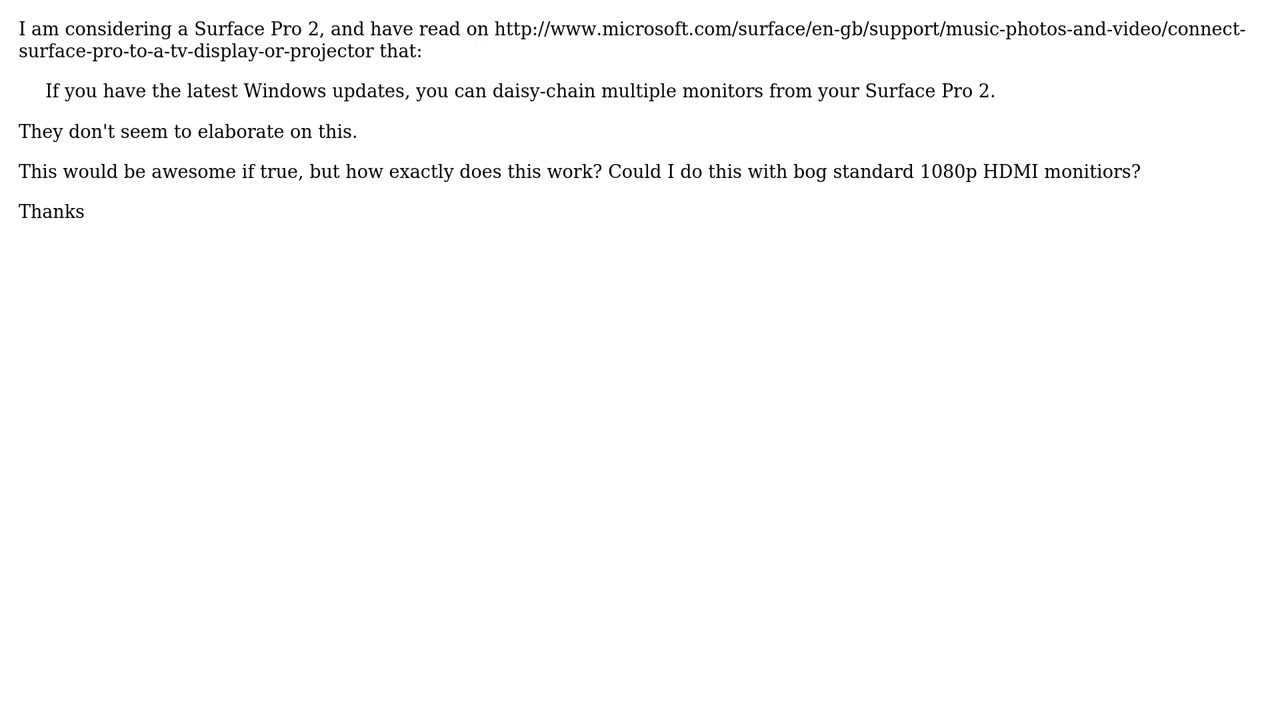 I am considering a Surface Pro 2, and have read on http://www.microsoft.com/surface/en-gb/support/music-photos-and-video/connect-
surface-pro-to-a-tv-display-or-projector that:
If you have the latest Windows updates, you can daisy-chain multiple monitors from your Surface Pro 2.
They don't seem to elaborate on this.
This would be awesome if true, but how exactly does this work? Could I do this with bog standard 1080p HDMI monitiors?
Thanks